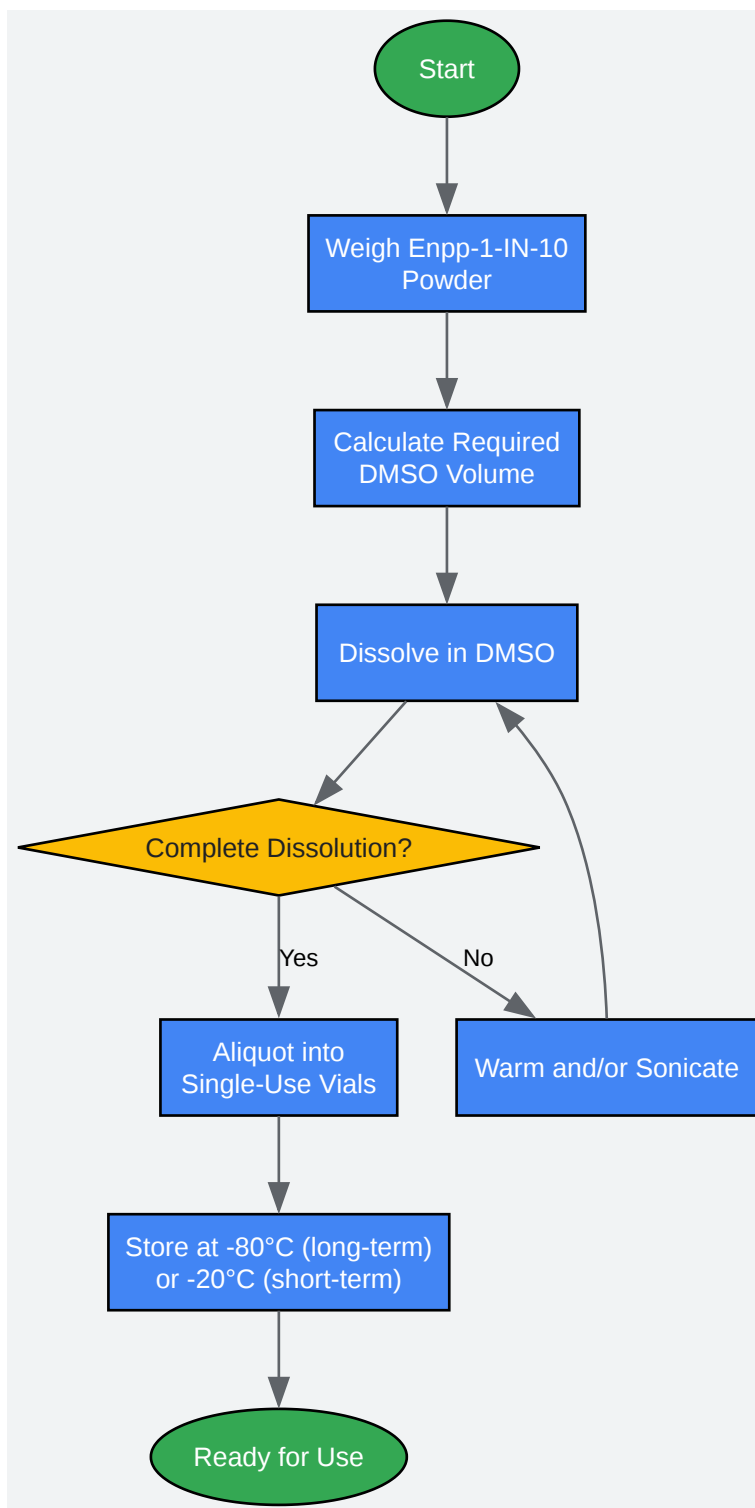 Start
Weigh Enpp-1-IN-10
Powder
Calculate Required
DMSO Volume
Dissolve in DMSO
Complete Dissolution?
Yes
No
Aliquot into
Single-Use Vials
Warm and/or Sonicate
Store at -80°C (long-term)
or -20°C (short-term)
Ready for Use